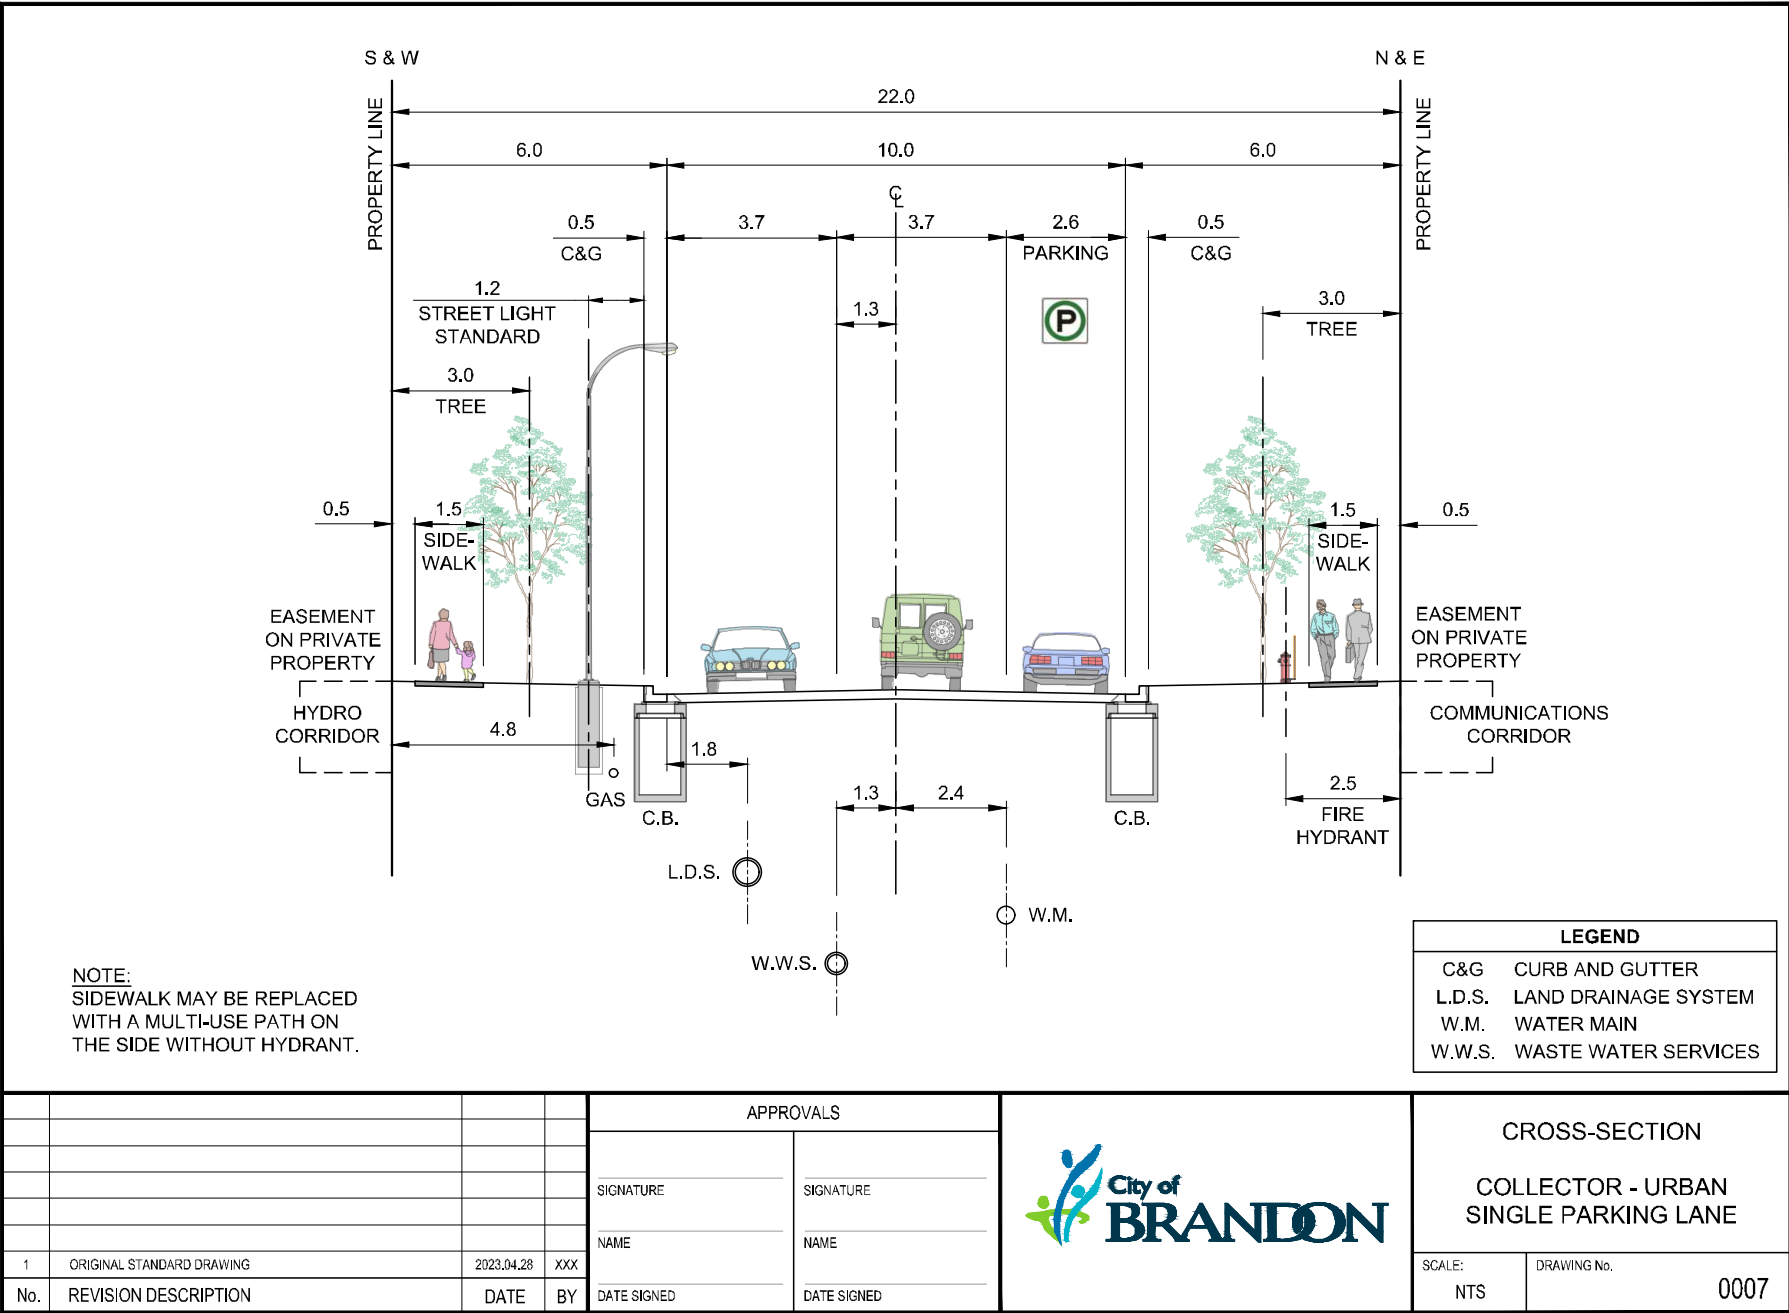 S & W
N & E
PROPERTY LINE
22.0
PROPERTY LINE
6.0
10.0
6.0
CL
0.5
C&G
3.7
3.7
2.6
PARKING
0.5
C&G
1.2
STREET LIGHT
STANDARD
1.3
P
3.0
TREE
3.0
TREE
0.5
1.5
SIDE-
WALK
1.5
SIDE-
WALK
0.5
EASEMENT
ON PRIVATE
PROPERTY
EASEMENT
ON PRIVATE
PROPERTY
HYDRO
CORRIDOR
4.8
1.8
COMMUNICATIONS
CORRIDOR
GAS
C.B.
1.3
2.4
C.B.
2.5
FIRE
HYDRANT
L.D.S.
W.M.
W.W.S.
NOTE:
SIDEWALK MAY BE REPLACED
WITH A MULTI-USE PATH ON
THE SIDE WITHOUT HYDRANT.
LEGEND
C&G CURB AND GUTTER
L.D.S. LAND DRAINAGE SYSTEM
W.M. WATER MAIN
W.W.S. WASTE WATER SERVICES
1 ORIGINAL STANDARD DRAWING 2023.04.28 XXX
No. REVISION DESCRIPTION DATE BY
APPROVALS
SIGNATURE SIGNATURE
NAME NAME
DATE SIGNED DATE SIGNED
City of
BRANDON
CROSS-SECTION
COLLECTOR - URBAN
SINGLE PARKING LANE
SCALE:
NTS
DRAWING No.
0007